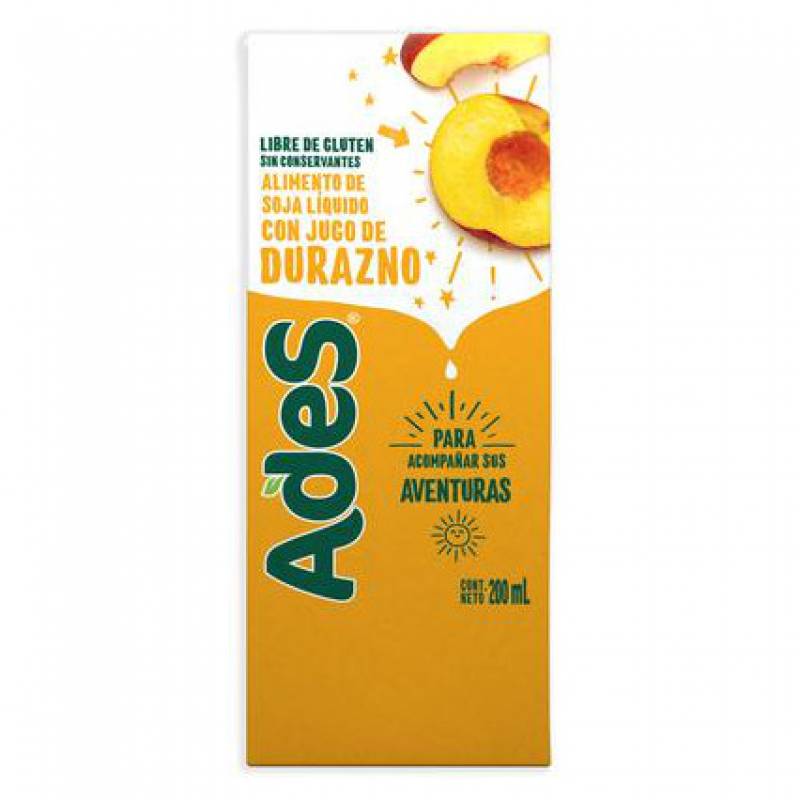 LIBRE DE GLUTEN
SIN CONSERVANTES
ALIMENTO DE
SOJA LÍQUIDO
CON JUGO DE
DURAZNO
AdeS®
PARA
ACOMPAÑAR SUS
AVENTURAS
CONT.
NETO 200 mL